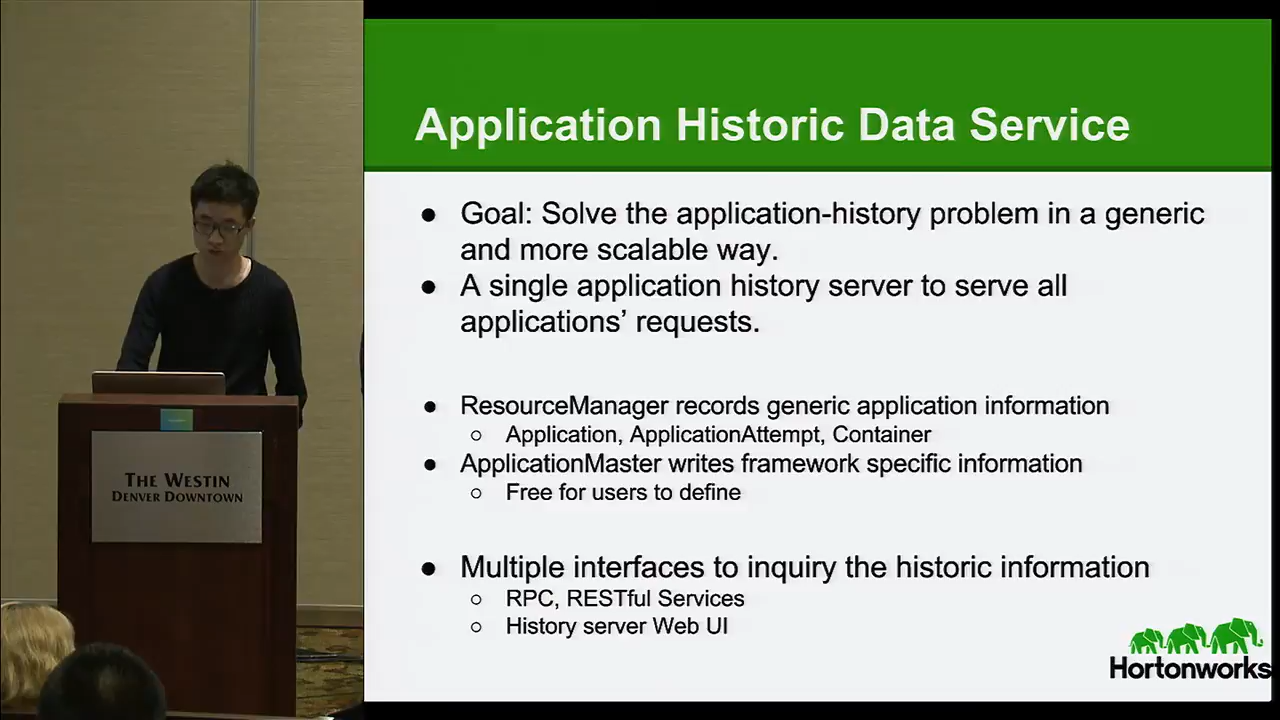 Application Historic Data Service
● Goal: Solve the application-history problem in a generic
and more scalable way.
● A single application history server to serve all
applications’ requests.
● ResourceManager records generic application information
○ Application, ApplicationAttempt, Container
● ApplicationMaster writes framework specific information
○ Free for users to define
● Multiple interfaces to inquiry the historic information
○ RPC, RESTful Services
○ History server Web UI
Hortonworks
THE WESTIN
DENVER DOWNTOWN